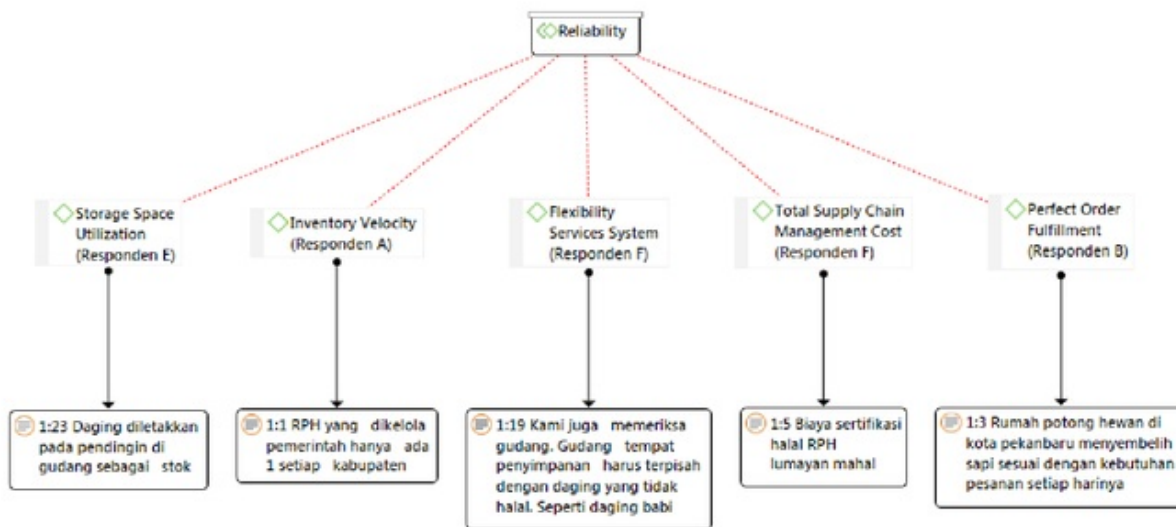 Reliability
Storage Space
Utilization
(Responden E)
Inventory Velocity
(Responden A)
Flexibility
Services System
(Responden F)
Total Supply Chain
Management Cost
(Responden F)
Perfect Order
Fulfillment
(Responden B)
1:23 Daging diletakkan
pada pendingin di
gudang sebagai stok
1:1 RPH yang dikelola
pemerintah hanya ada
1 setiap kabupaten
1:19 Kami juga memeriksa
gudang. Gudang tempat
penyimpanan harus terpisah
dengan daging yang tidak
halal. Seperti daging babi
1:5 Biaya sertifikasi
halal RPH
lumayan mahal
1:3 Rumah potong hewan di
kota pekanbaru menyembelih
sapi sesuai dengan kebutuhan
pesanan setiap harinya